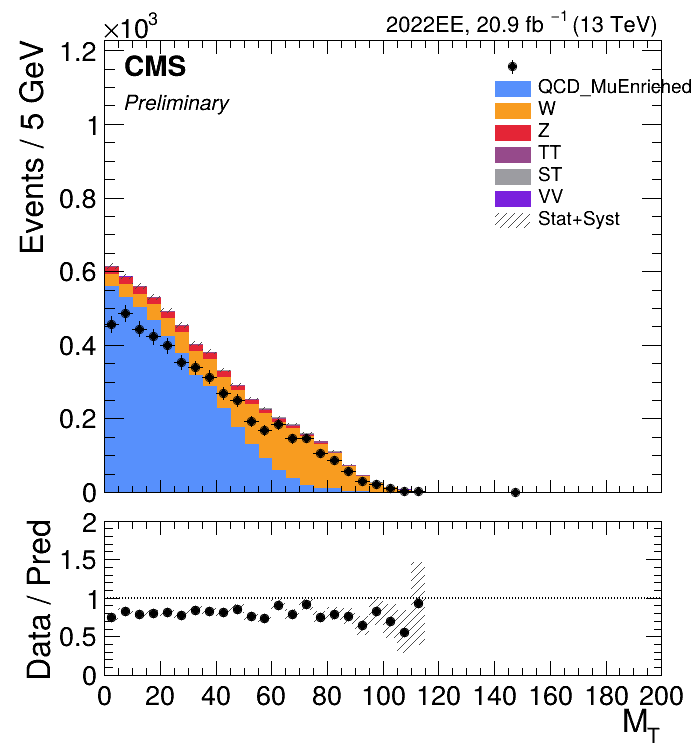 ×10³
2022EE, 20.9 fb ⁻¹ (13 TeV)
CMS
Preliminary
QCD_MuEnriched
W
Z
TT
ST
VV
Stat+Syst
Events / 5 GeV
1.2
1
0.8
0.6
0.4
0.2
0
Data / Pred
2
1.5
1
0.5
0
0 20 40 60 80 100 120 140 160 180 200
M_T